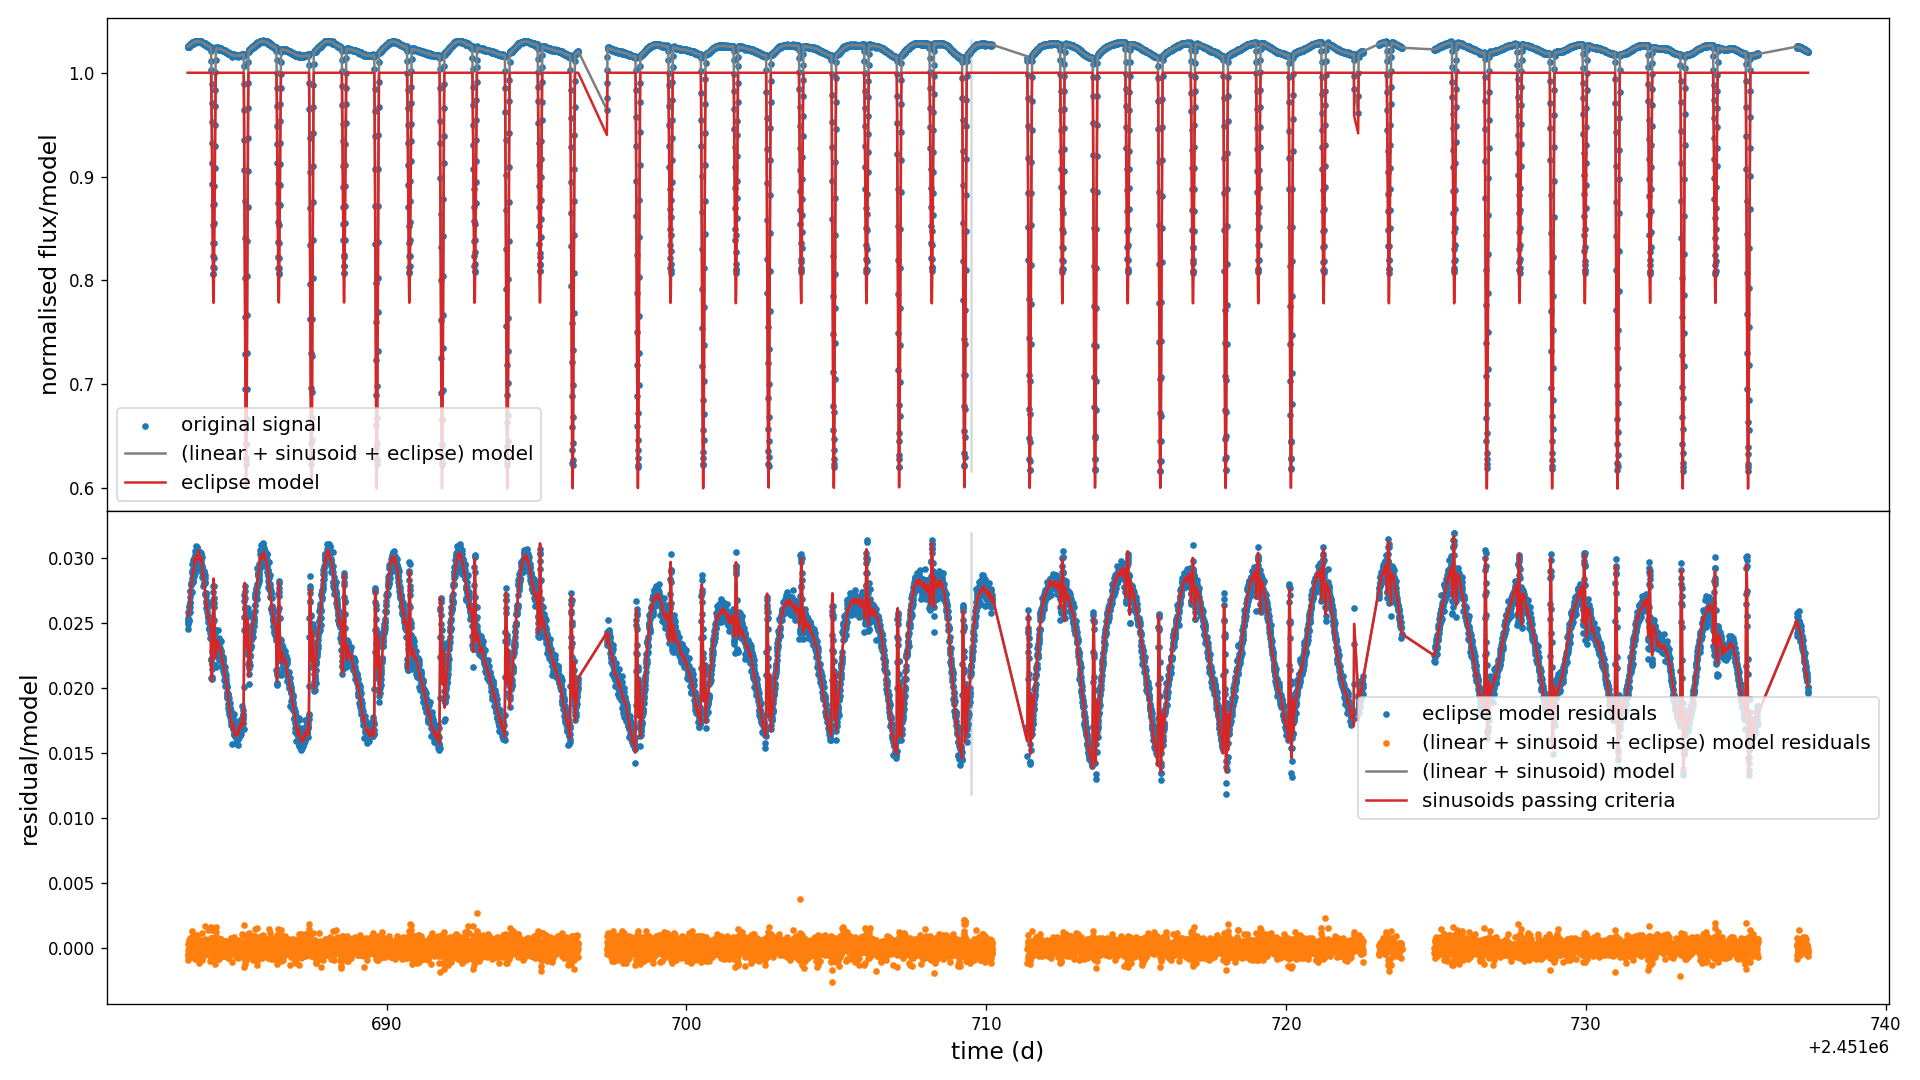 normalised flux/model
1.0
0.9
0.8
0.7
0.6
original signal
(linear + sinusoid + eclipse) model
eclipse model
residual/model
0.030
0.025
0.020
0.015
0.010
0.005
0.000
eclipse model residuals
(linear + sinusoid + eclipse) model residuals
(linear + sinusoid) model
sinusoids passing criteria
690
700
710
720
730
740
time (d)
+2.451e6